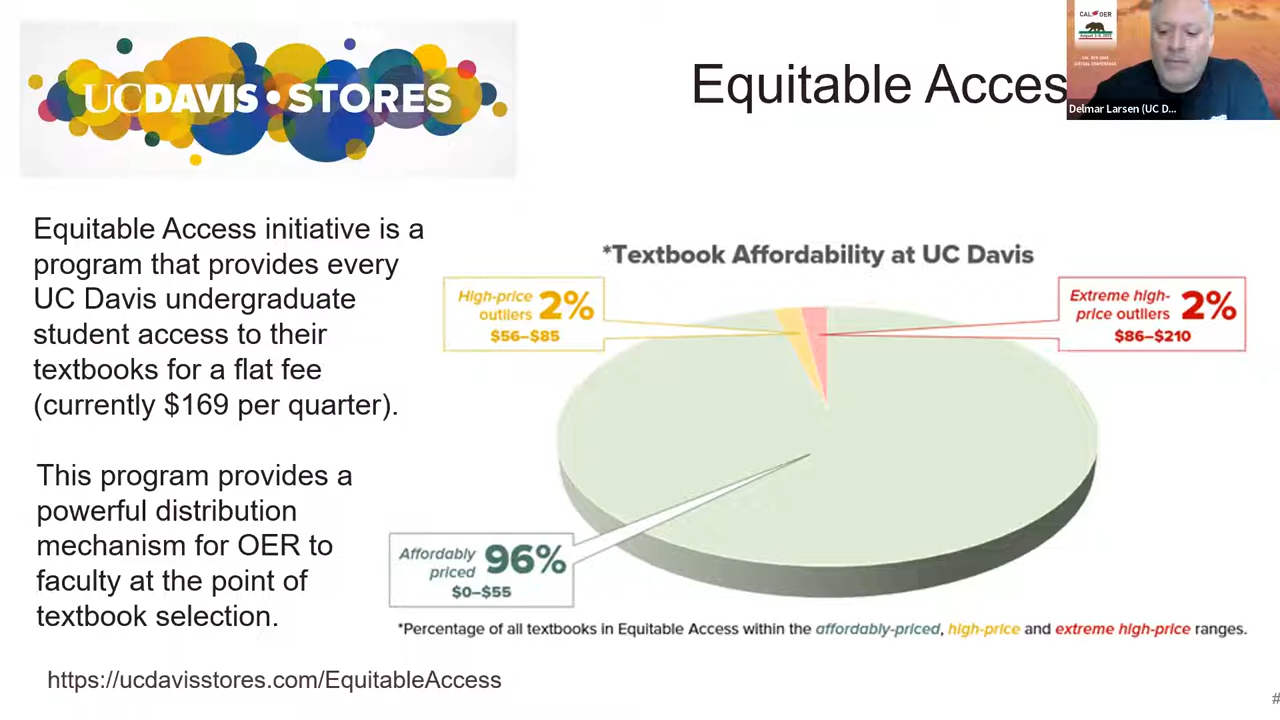 UCDAVIS • STORES
Equitable Acces
CAL OER
Delmar Larsen (UC D...
Equitable Access initiative is a
program that provides every
UC Davis undergraduate
student access to their
textbooks for a flat fee
(currently $169 per quarter).
This program provides a
powerful distribution
mechanism for OER to
faculty at the point of
textbook selection.
*Textbook Affordability at UC Davis
High-price
outliers 2%
$56–$85
Extreme high-
price outliers 2%
$86–$210
Affordably
priced 96%
$0–$55
*Percentage of all textbooks in Equitable Access within the affordably-priced, high-price and extreme high-price ranges.
https://ucdavisstores.com/EquitableAccess
#